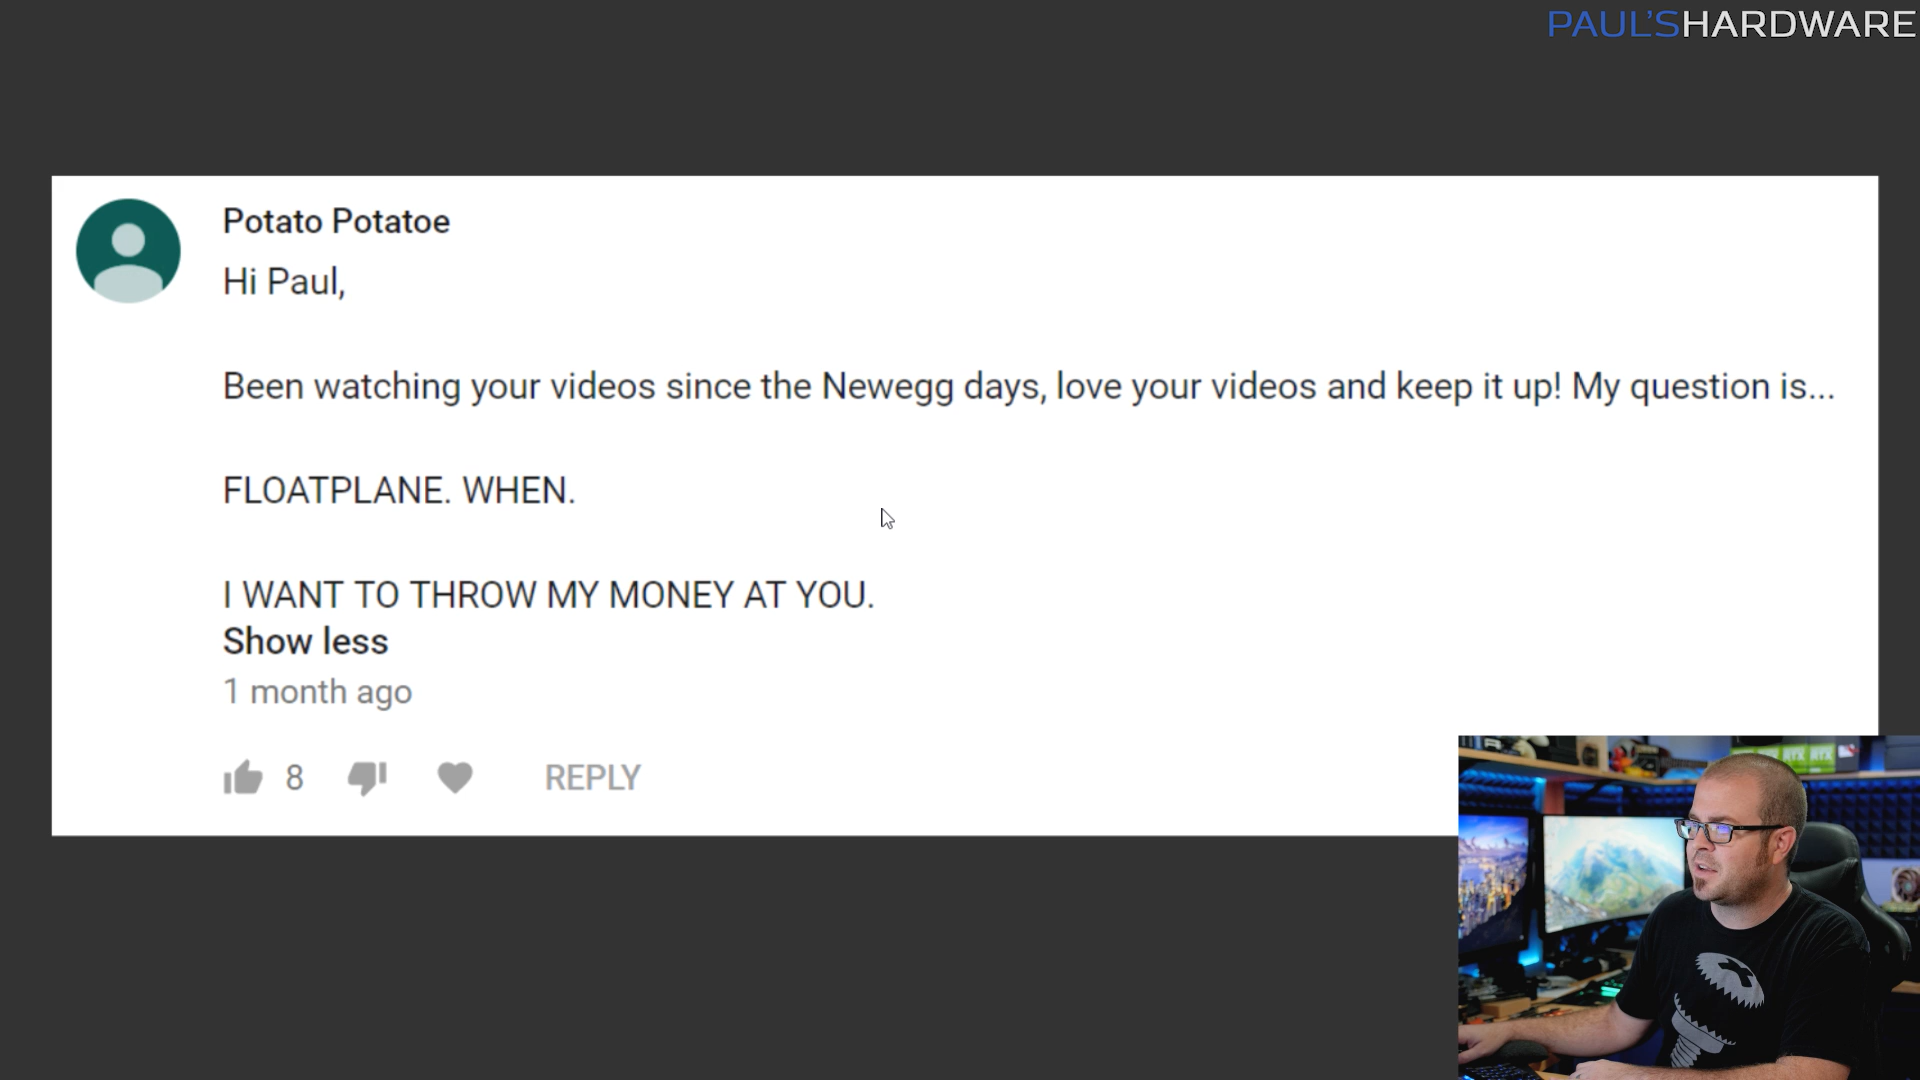 PAUL'SHARDWARE
Potato Potatoe
Hi Paul,
Been watching your videos since the Newegg days, love your videos and keep it up! My question is...
FLOATPLANE. WHEN.
I WANT TO THROW MY MONEY AT YOU.
Show less
1 month ago
8
REPLY
RTX RTX